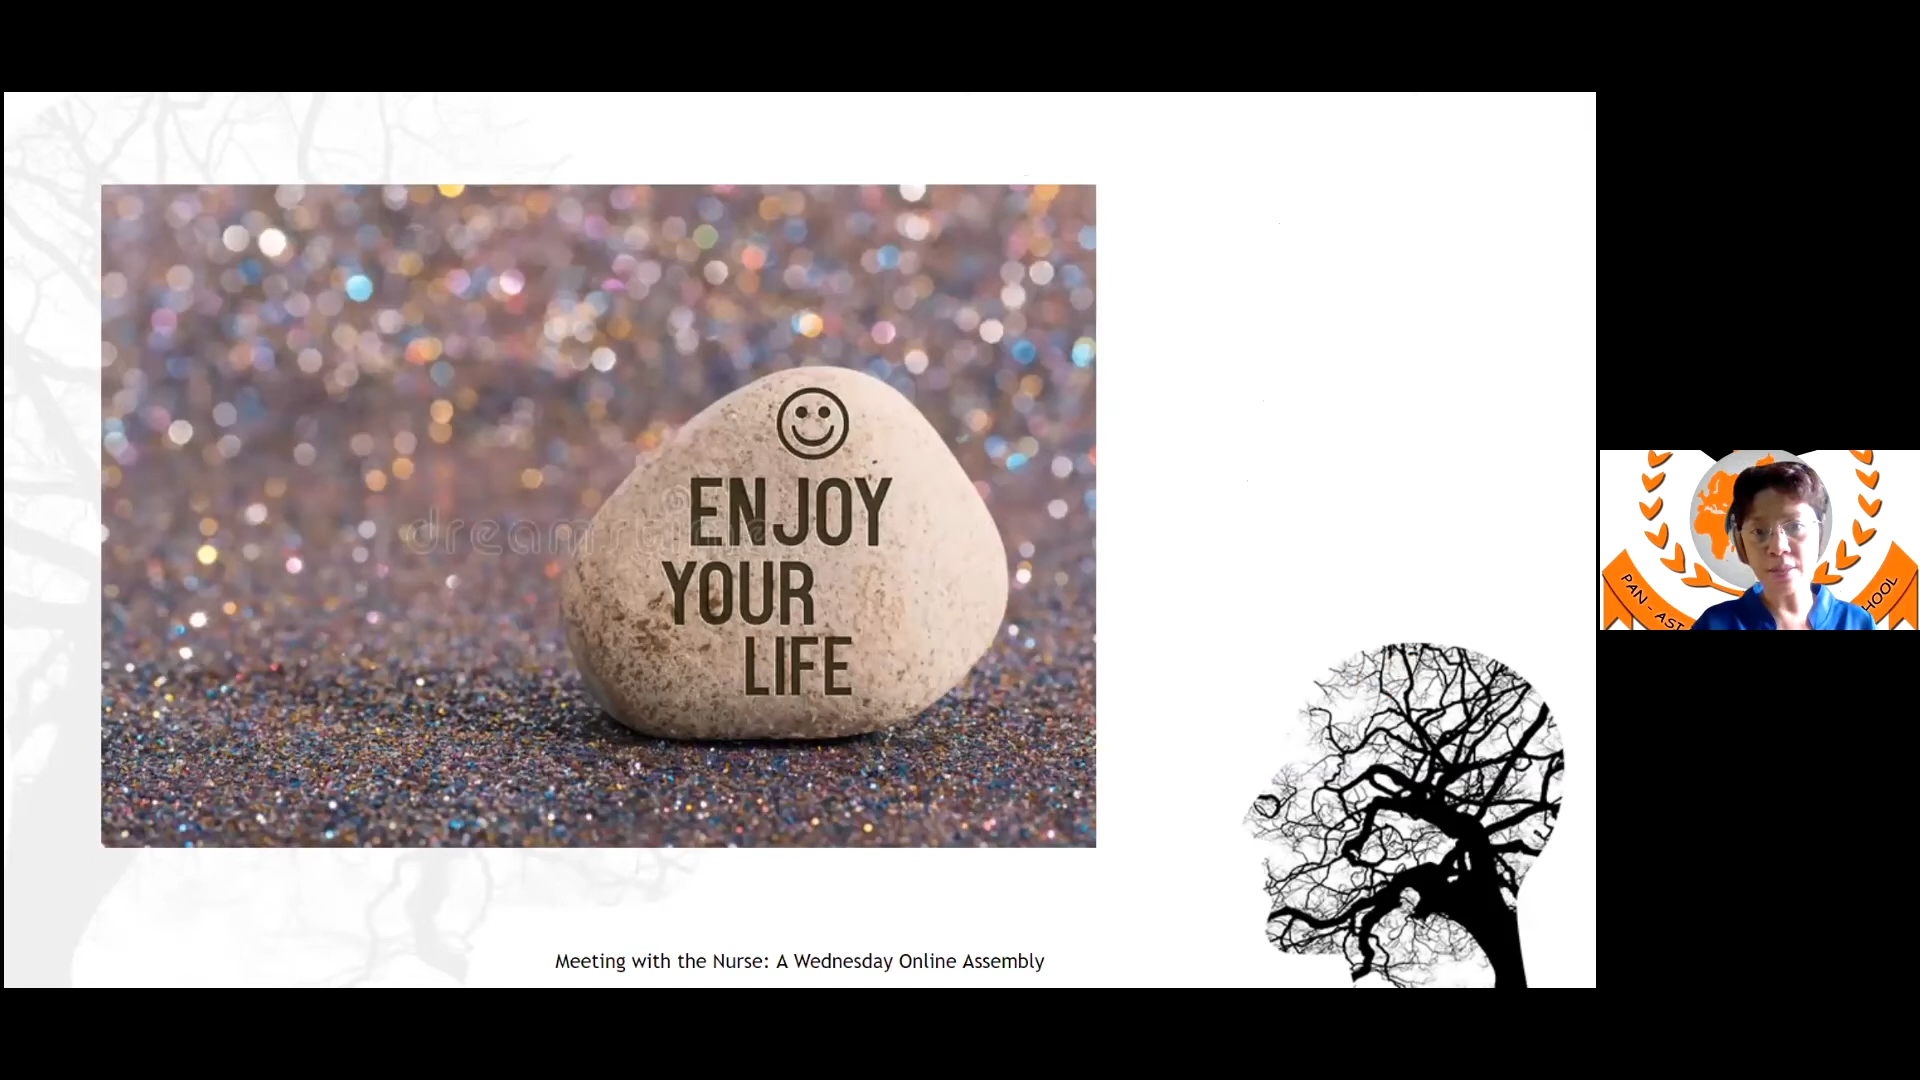 ENJOY
YOUR
LIFE
dreamstime
Meeting with the Nurse: A Wednesday Online Assembly
PAN - AST
HOOL